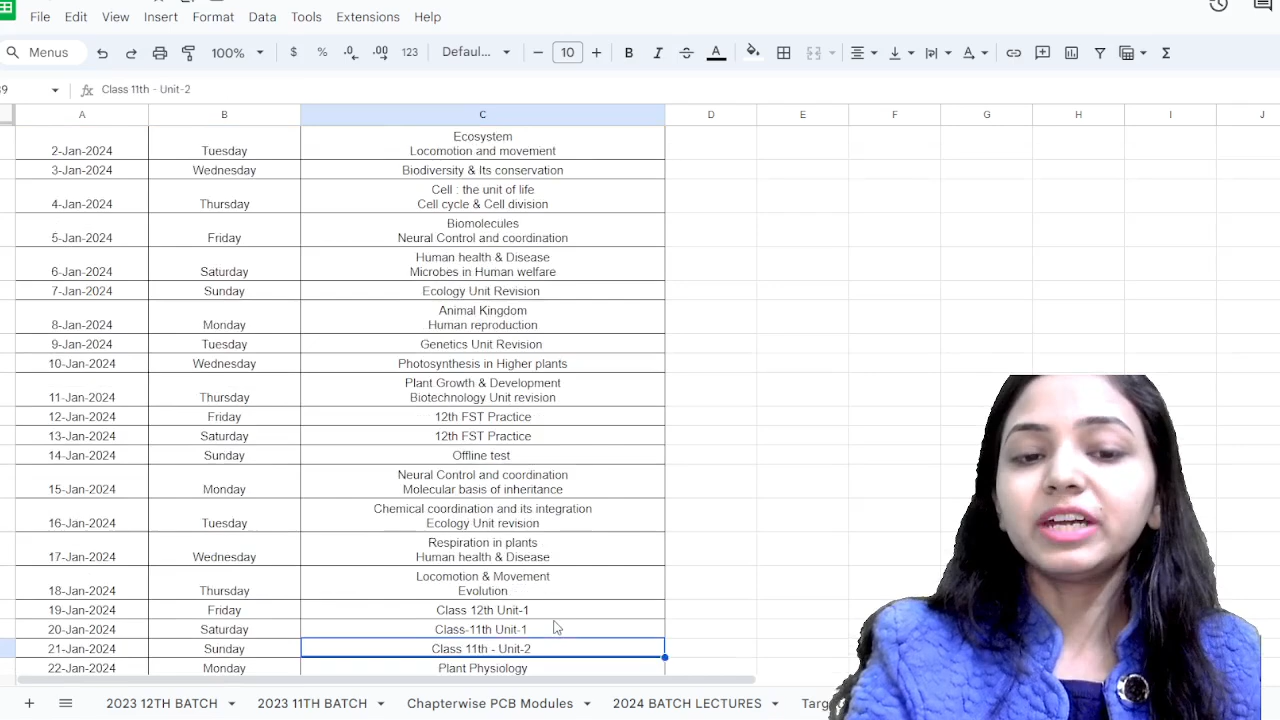 File Edit View Insert Format Data Tools Extensions Help
Menus 100% $ % .0 .00 123 Defaul... 10 B I S A Σ
Class 11th - Unit-2
A B C D E F G H I J
Ecosystem
2-Jan-2024 Tuesday Locomotion and movement
3-Jan-2024 Wednesday Biodiversity & Its conservation
Cell : the unit of life
4-Jan-2024 Thursday Cell cycle & Cell division
Biomolecules
5-Jan-2024 Friday Neural Control and coordination
Human health & Disease
6-Jan-2024 Saturday Microbes in Human welfare
7-Jan-2024 Sunday Ecology Unit Revision
Animal Kingdom
8-Jan-2024 Monday Human reproduction
9-Jan-2024 Tuesday Genetics Unit Revision
10-Jan-2024 Wednesday Photosynthesis in Higher plants
Plant Growth & Development
11-Jan-2024 Thursday Biotechnology Unit revision
12-Jan-2024 Friday 12th FST Practice
13-Jan-2024 Saturday 12th FST Practice
14-Jan-2024 Sunday Offline test
Neural Control and coordination
15-Jan-2024 Monday Molecular basis of inheritance
Chemical coordination and its integration
16-Jan-2024 Tuesday Ecology Unit revision
Respiration in plants
17-Jan-2024 Wednesday Human health & Disease
Locomotion & Movement
18-Jan-2024 Thursday Evolution
19-Jan-2024 Friday Class 12th Unit-1
20-Jan-2024 Saturday Class-11th Unit-1
21-Jan-2024 Sunday Class 11th - Unit-2
22-Jan-2024 Monday Plant Physiology
2023 12TH BATCH 2023 11TH BATCH Chapterwise PCB Modules 2024 BATCH LECTURES